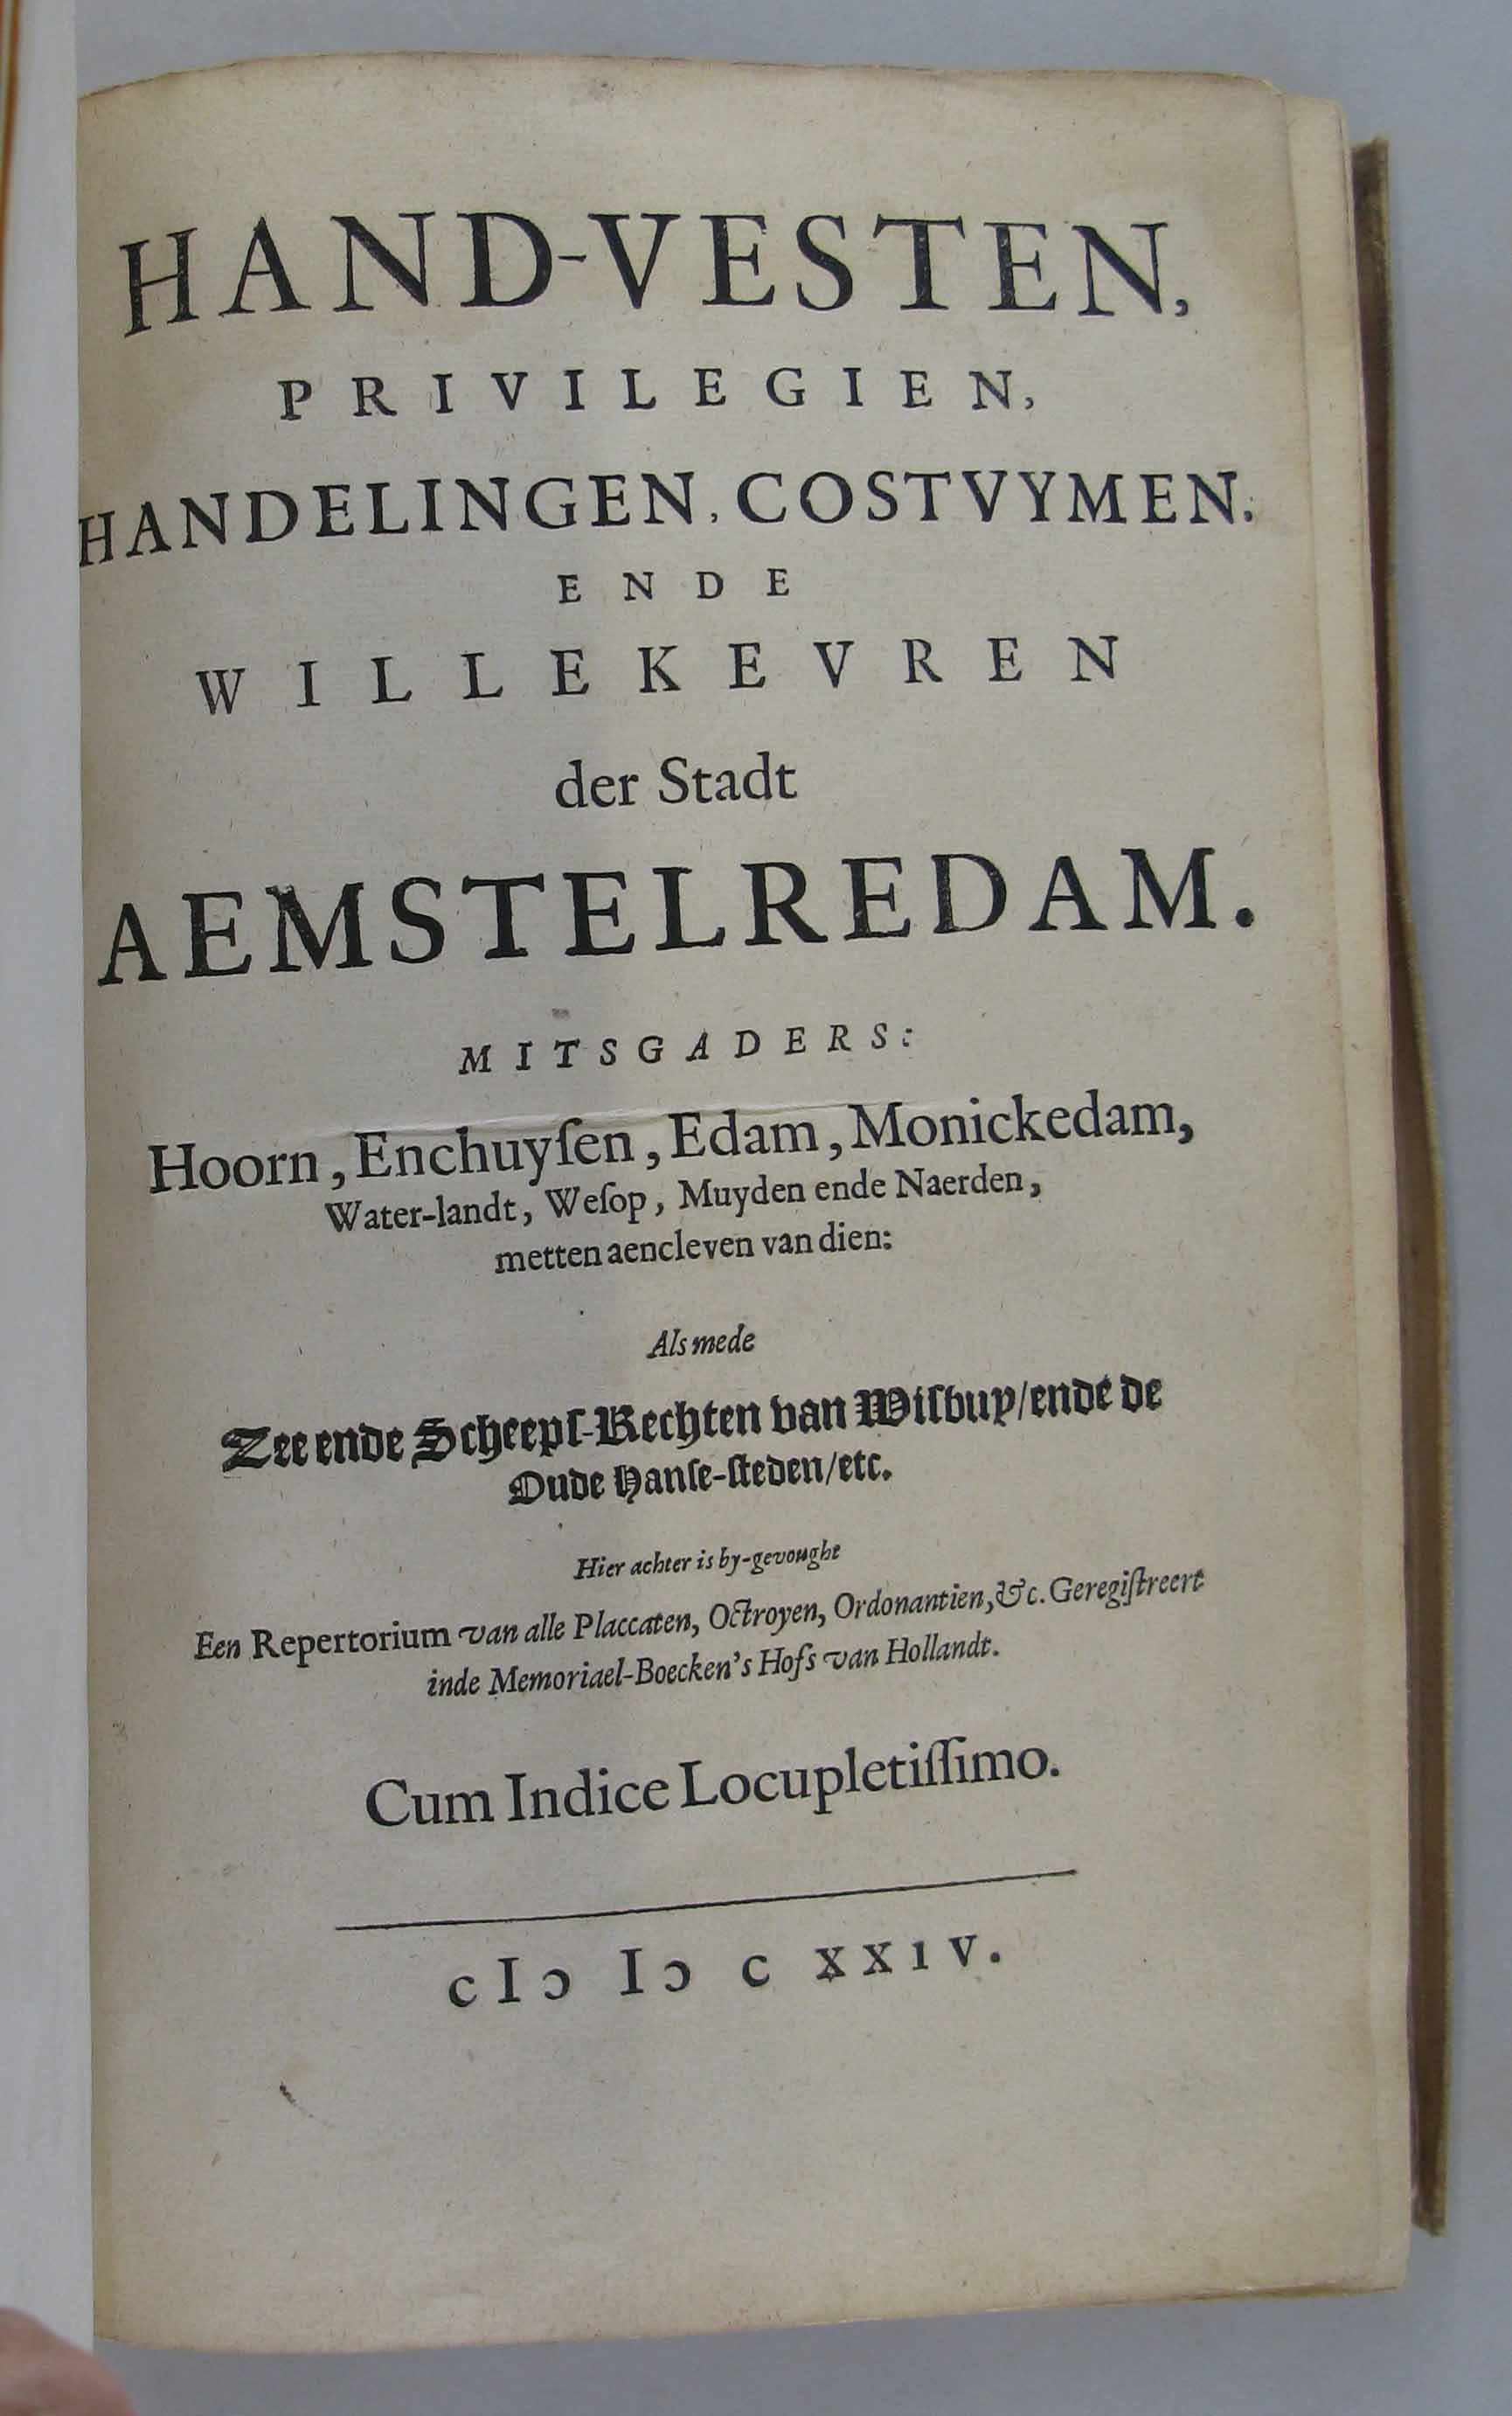 HAND-VESTEN,
PRIVILEGIEN,
HANDELINGEN, COSTVYMEN,
ENDE
WILLEKEVREN
der Stadt
AEMSTELREDAM.
MITSGADERS:
Hoorn, Enchuyſen, Edam, Monickedam,
Water-landt, Weſop, Muyden ende Naerden,
metten aencleven van dien:
Als mede
Zee ende Scheepſ-Rechten van Wiſbuy/ende de
Oude Hanſe-ſteden/etc.
Hier achter is by-gevought
Een Repertorium van alle Placcaten, Octroyen, Ordonantien, &c. Geregiſtreert
inde Memoriael-Boecken's Hofs van Hollandt.
Cum Indice Locupletiſſimo.
cIɔ Iɔ c xxıv.